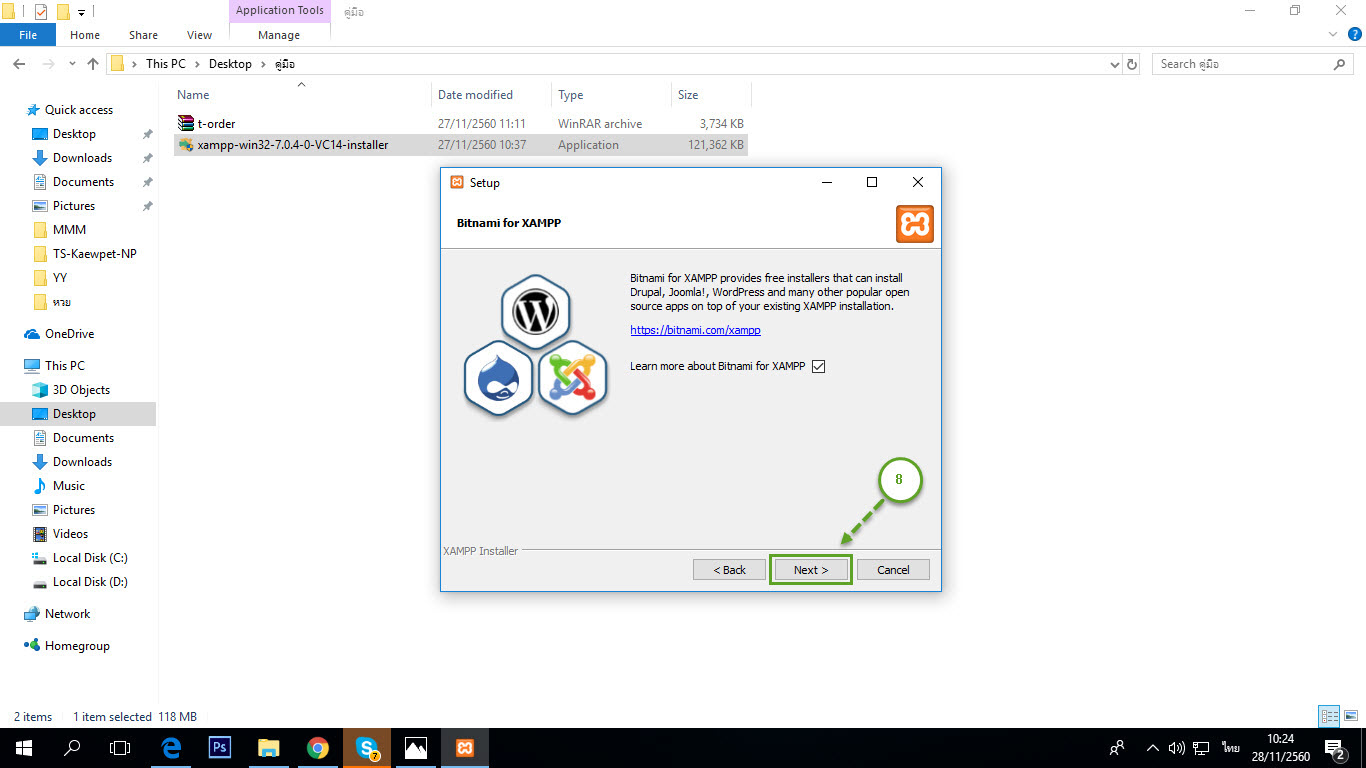 Application Tools
คู่มือ
File
Home
Share
View
Manage
This PC
Desktop
คู่มือ
Search คู่มือ
Name
Date modified
Type
Size
t-order
27/11/2560 11:11
WinRAR archive
3,734 KB
xampp-win32-7.0.4-0-VC14-installer
27/11/2560 10:37
Application
121,362 KB
Quick access
Desktop
Downloads
Documents
Pictures
MMM
TS-Kaewpet-NP
YY
หวย
OneDrive
This PC
3D Objects
Desktop
Documents
Downloads
Music
Pictures
Videos
Local Disk (C:)
Local Disk (D:)
Network
Homegroup
Setup
Bitnami for XAMPP
Bitnami for XAMPP provides free installers that can install
Drupal, Joomla!, WordPress and many other popular open
source apps on top of your existing XAMPP installation.
https://bitnami.com/xampp
Learn more about Bitnami for XAMPP
8
XAMPP Installer
< Back
Next >
Cancel
2 items
1 item selected 118 MB
Ps
7
ไทย
10:24
28/11/2560
2